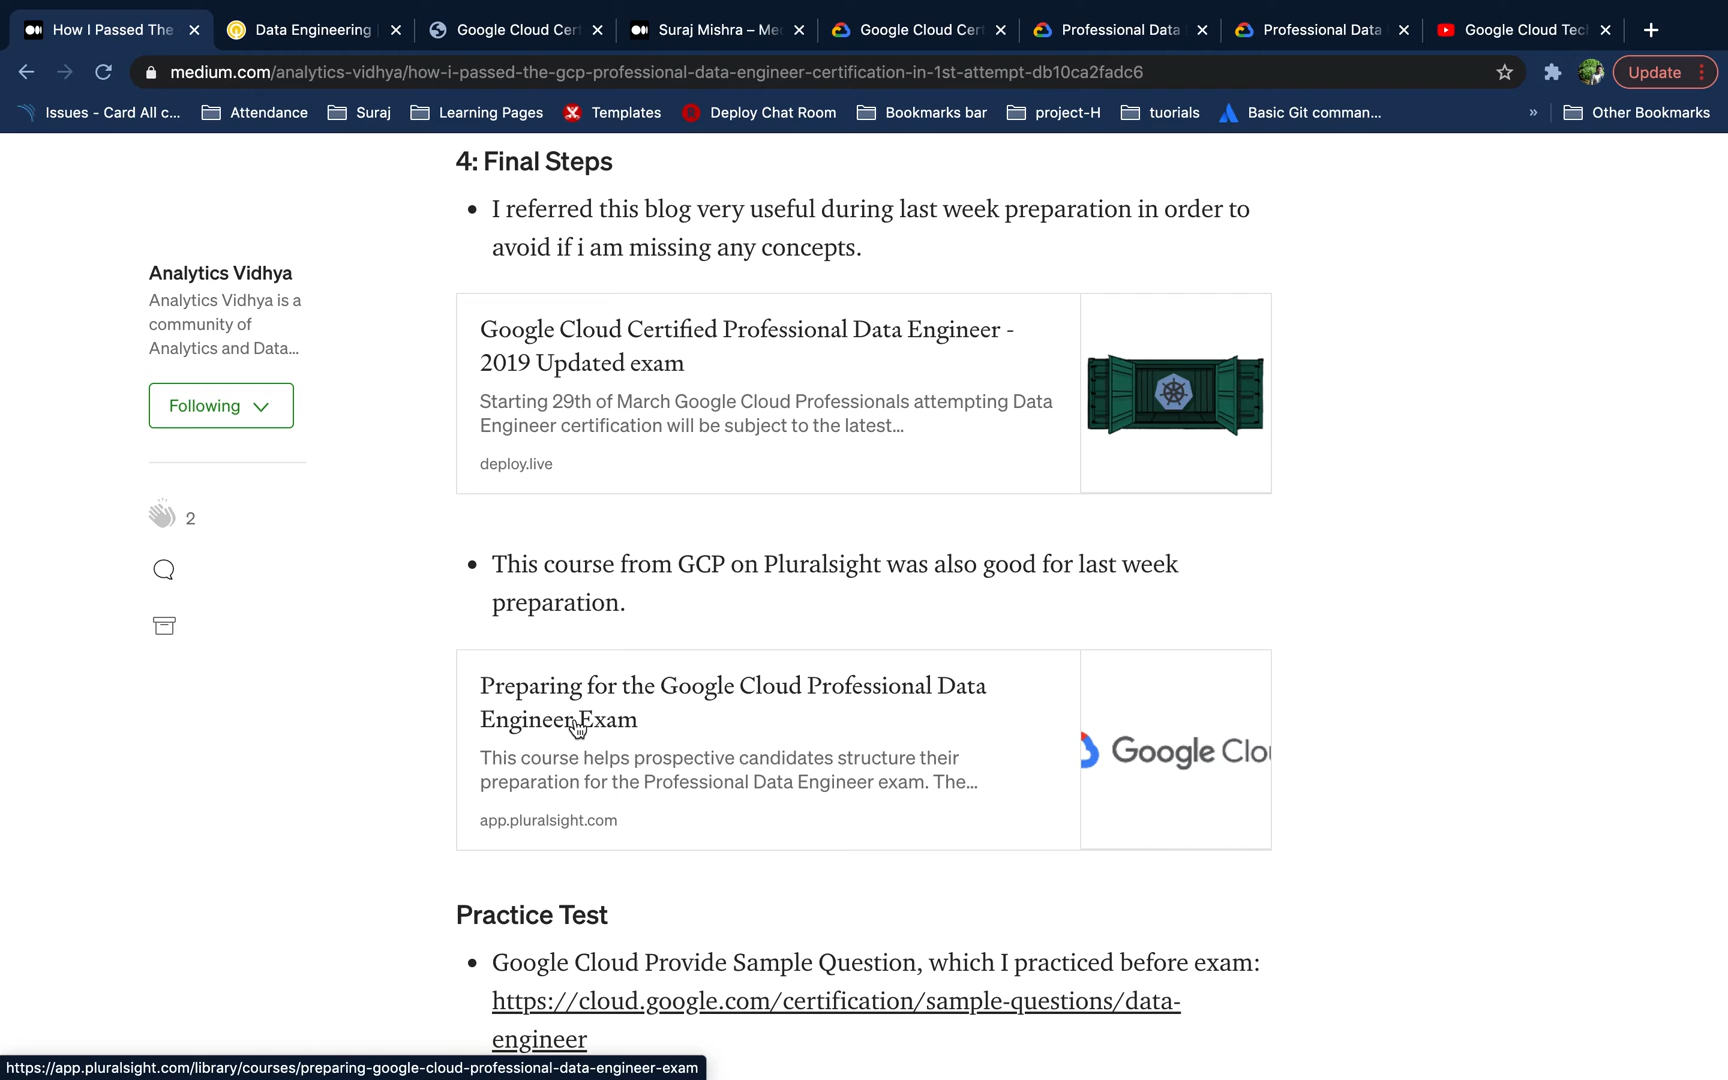 How I Passed The
Data Engineering
Google Cloud Cert
Suraj Mishra – Me
Google Cloud Cert
Professional Data
Professional Data
Google Cloud Tec
medium.com/analytics-vidhya/how-i-passed-the-gcp-professional-data-engineer-certification-in-1st-attempt-db10ca2fadc6
Update
Issues - Card All c...
Attendance
Suraj
Learning Pages
Templates
Deploy Chat Room
Bookmarks bar
project-H
tuorials
Basic Git comman...
»
Other Bookmarks
4: Final Steps
• I referred this blog very useful during last week preparation in order to
avoid if i am missing any concepts.
Analytics Vidhya
Analytics Vidhya is a
community of
Analytics and Data...
Following
2
Google Cloud Certified Professional Data Engineer -
2019 Updated exam
Starting 29th of March Google Cloud Professionals attempting Data
Engineer certification will be subject to the latest...
deploy.live
• This course from GCP on Pluralsight was also good for last week
preparation.
Preparing for the Google Cloud Professional Data
Engineer Exam
This course helps prospective candidates structure their
preparation for the Professional Data Engineer exam. The...
app.pluralsight.com
Google Clou
Practice Test
• Google Cloud Provide Sample Question, which I practiced before exam:
https://cloud.google.com/certification/sample-questions/data-
engineer
https://app.pluralsight.com/library/courses/preparing-google-cloud-professional-data-engineer-exam